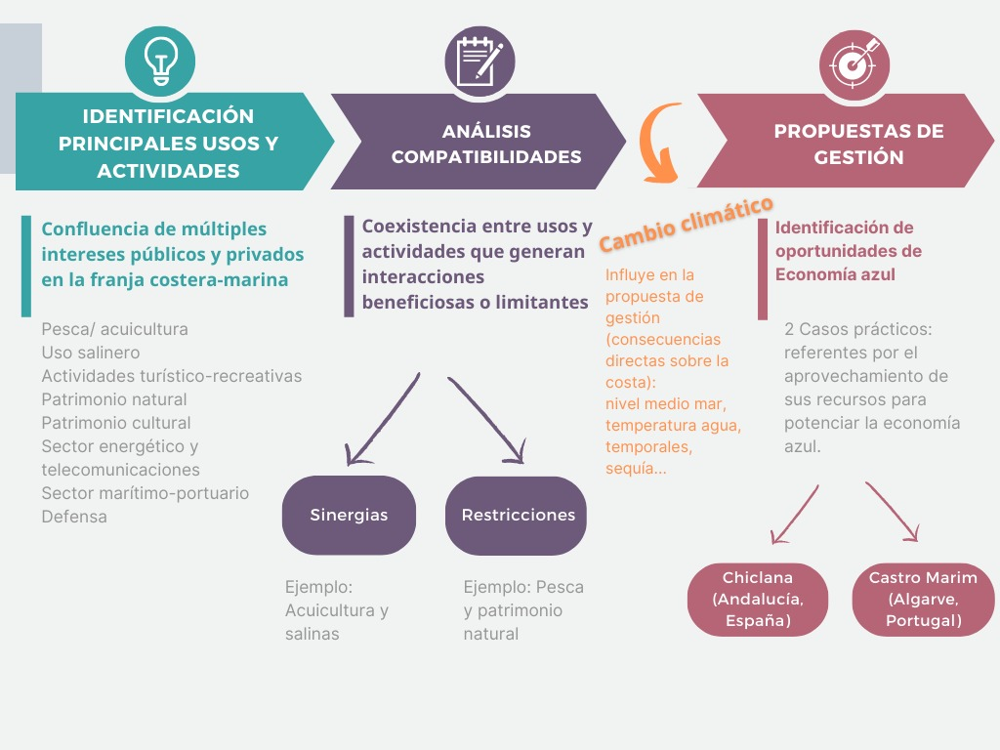 IDENTIFICACIÓN
PRINCIPALES USOS Y
ACTIVIDADES
Confluencia de múltiples
intereses públicos y privados
en la franja costera-marina
Pesca/ acuicultura
Uso salinero
Actividades turístico-recreativas
Patrimonio natural
Patrimonio cultural
Sector energético y
telecomunicaciones
Sector marítimo-portuario
Defensa
ANÁLISIS
COMPATIBILIDADES
Coexistencia entre usos y
actividades que generan
interacciones
beneficiosas o limitantes
Sinergias
Ejemplo:
Acuicultura y
salinas
Restricciones
Ejemplo: Pesca
y patrimonio
natural
Cambio climático
Influye en la
propuesta de
gestión
(consecuencias
directas sobre la
costa):
nivel medio mar,
temperatura agua,
temporales,
sequía...
PROPUESTAS DE
GESTIÓN
Identificación de
oportunidades de
Economía azul
2 Casos prácticos:
referentes por el
aprovechamiento de
sus recursos para
potenciar la economía
azul.
Chiclana
(Andalucía,
España)
Castro Marim
(Algarve,
Portugal)